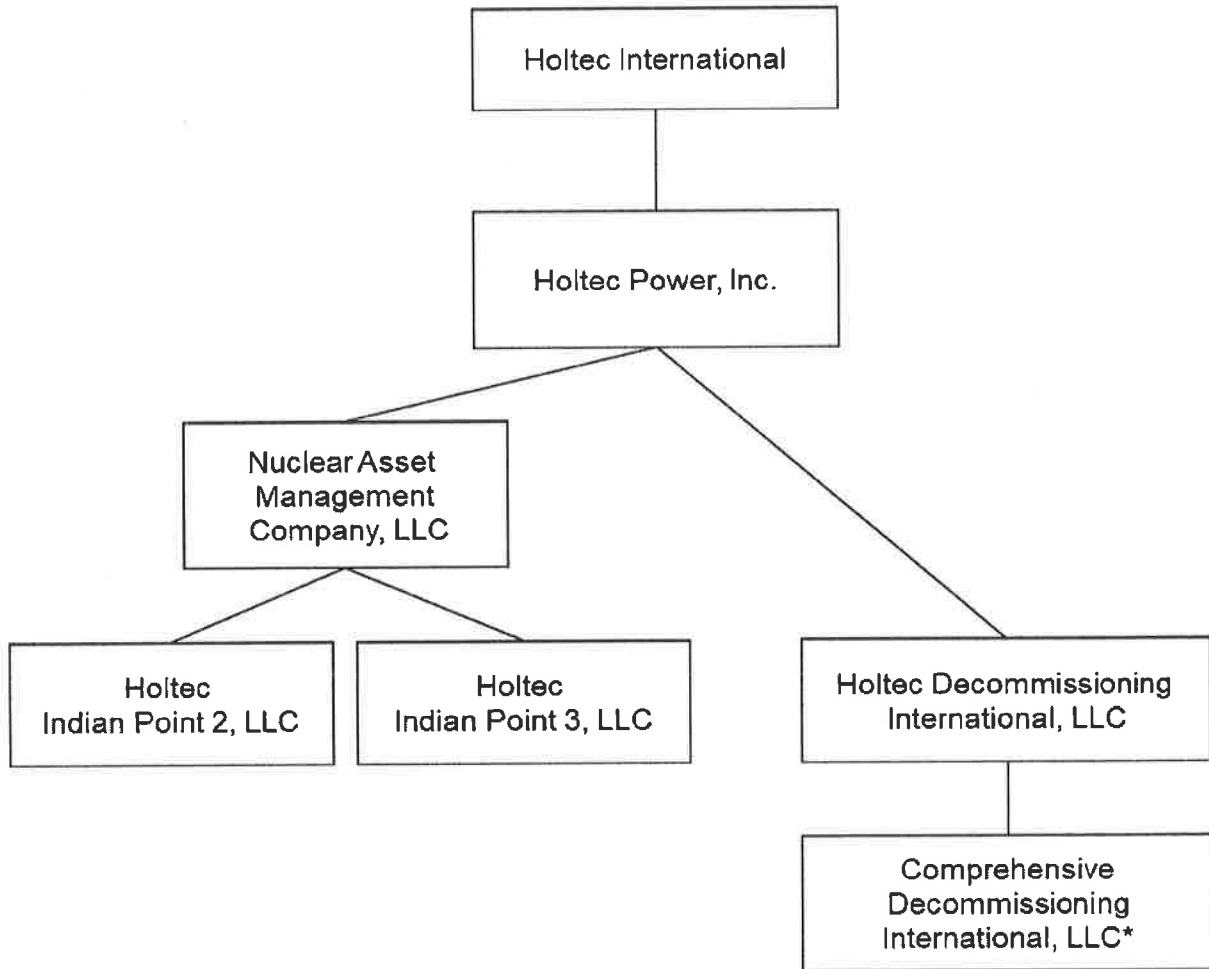 Holtec International
Holtec Power, Inc.
Nuclear Asset
Management
Company, LLC
Holtec
Indian Point 2, LLC
Holtec
Indian Point 3, LLC
Holtec Decommissioning
International, LLC
Comprehensive
Decommissioning
International, LLC*